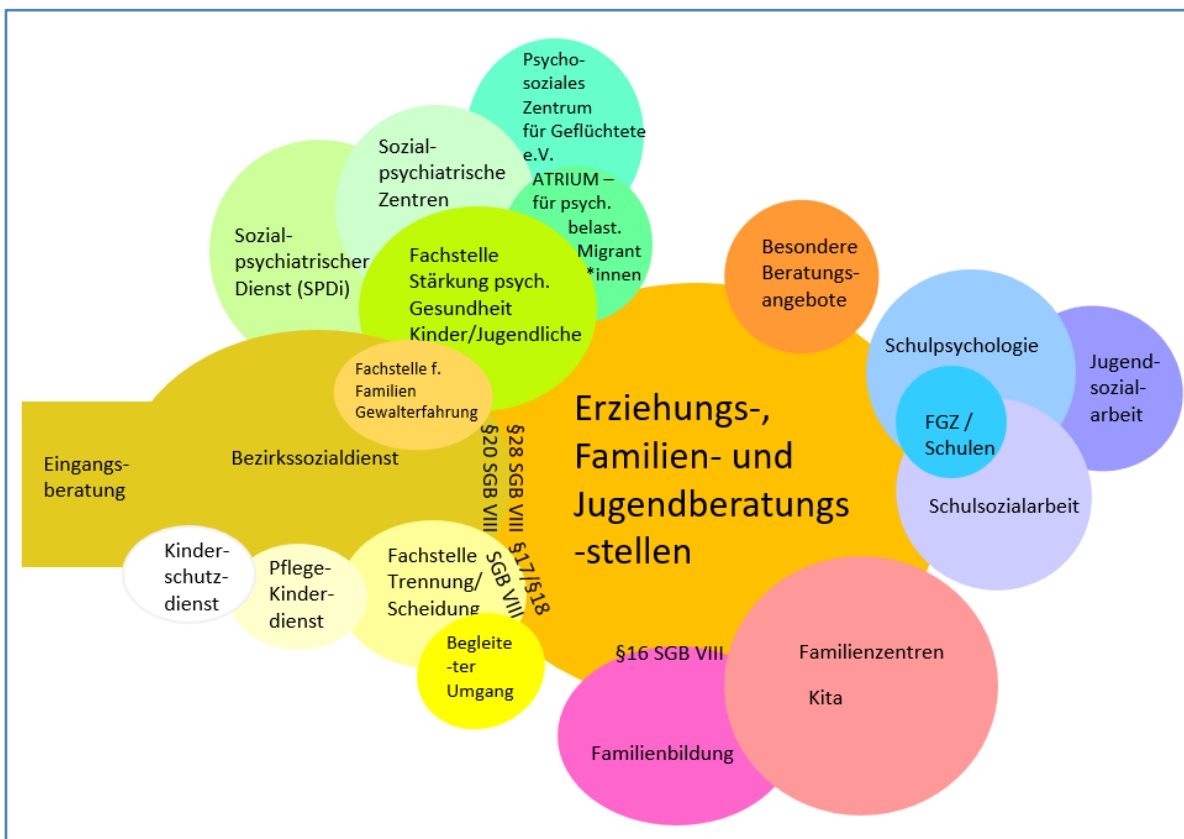 Psycho-
soziales
Zentrum
für Geflüchtete
e.V.
ATRIUM –
für psych.
belast.
Migrant
*innen
Sozial-
psychiatrische
Zentren
Sozial-
psychiatrischer
Dienst (SPDi)
Fachstelle
Stärkung psych.
Gesundheit
Kinder/Jugendliche
Fachstelle f.
Familien
Gewalterfahrung
Besondere
Beratungs-
angebote
Schulpsychologie
Jugend-
sozial-
arbeit
FGZ /
Schulen
Schulsozialarbeit
Erziehungs-,
Familien- und
Jugendberatungs
-stellen
Eingangs-
beratung
Bezirkssozialdienst
§20 SGB VIII
§28 SGB VIII
§17/§18
SGB VIII
Kinder-
schutz-
dienst
Pflege-
Kinder-
dienst
Fachstelle
Trennung/
Scheidung
Begleite
-ter
Umgang
§16 SGB VIII
Familienbildung
Familienzentren
Kita